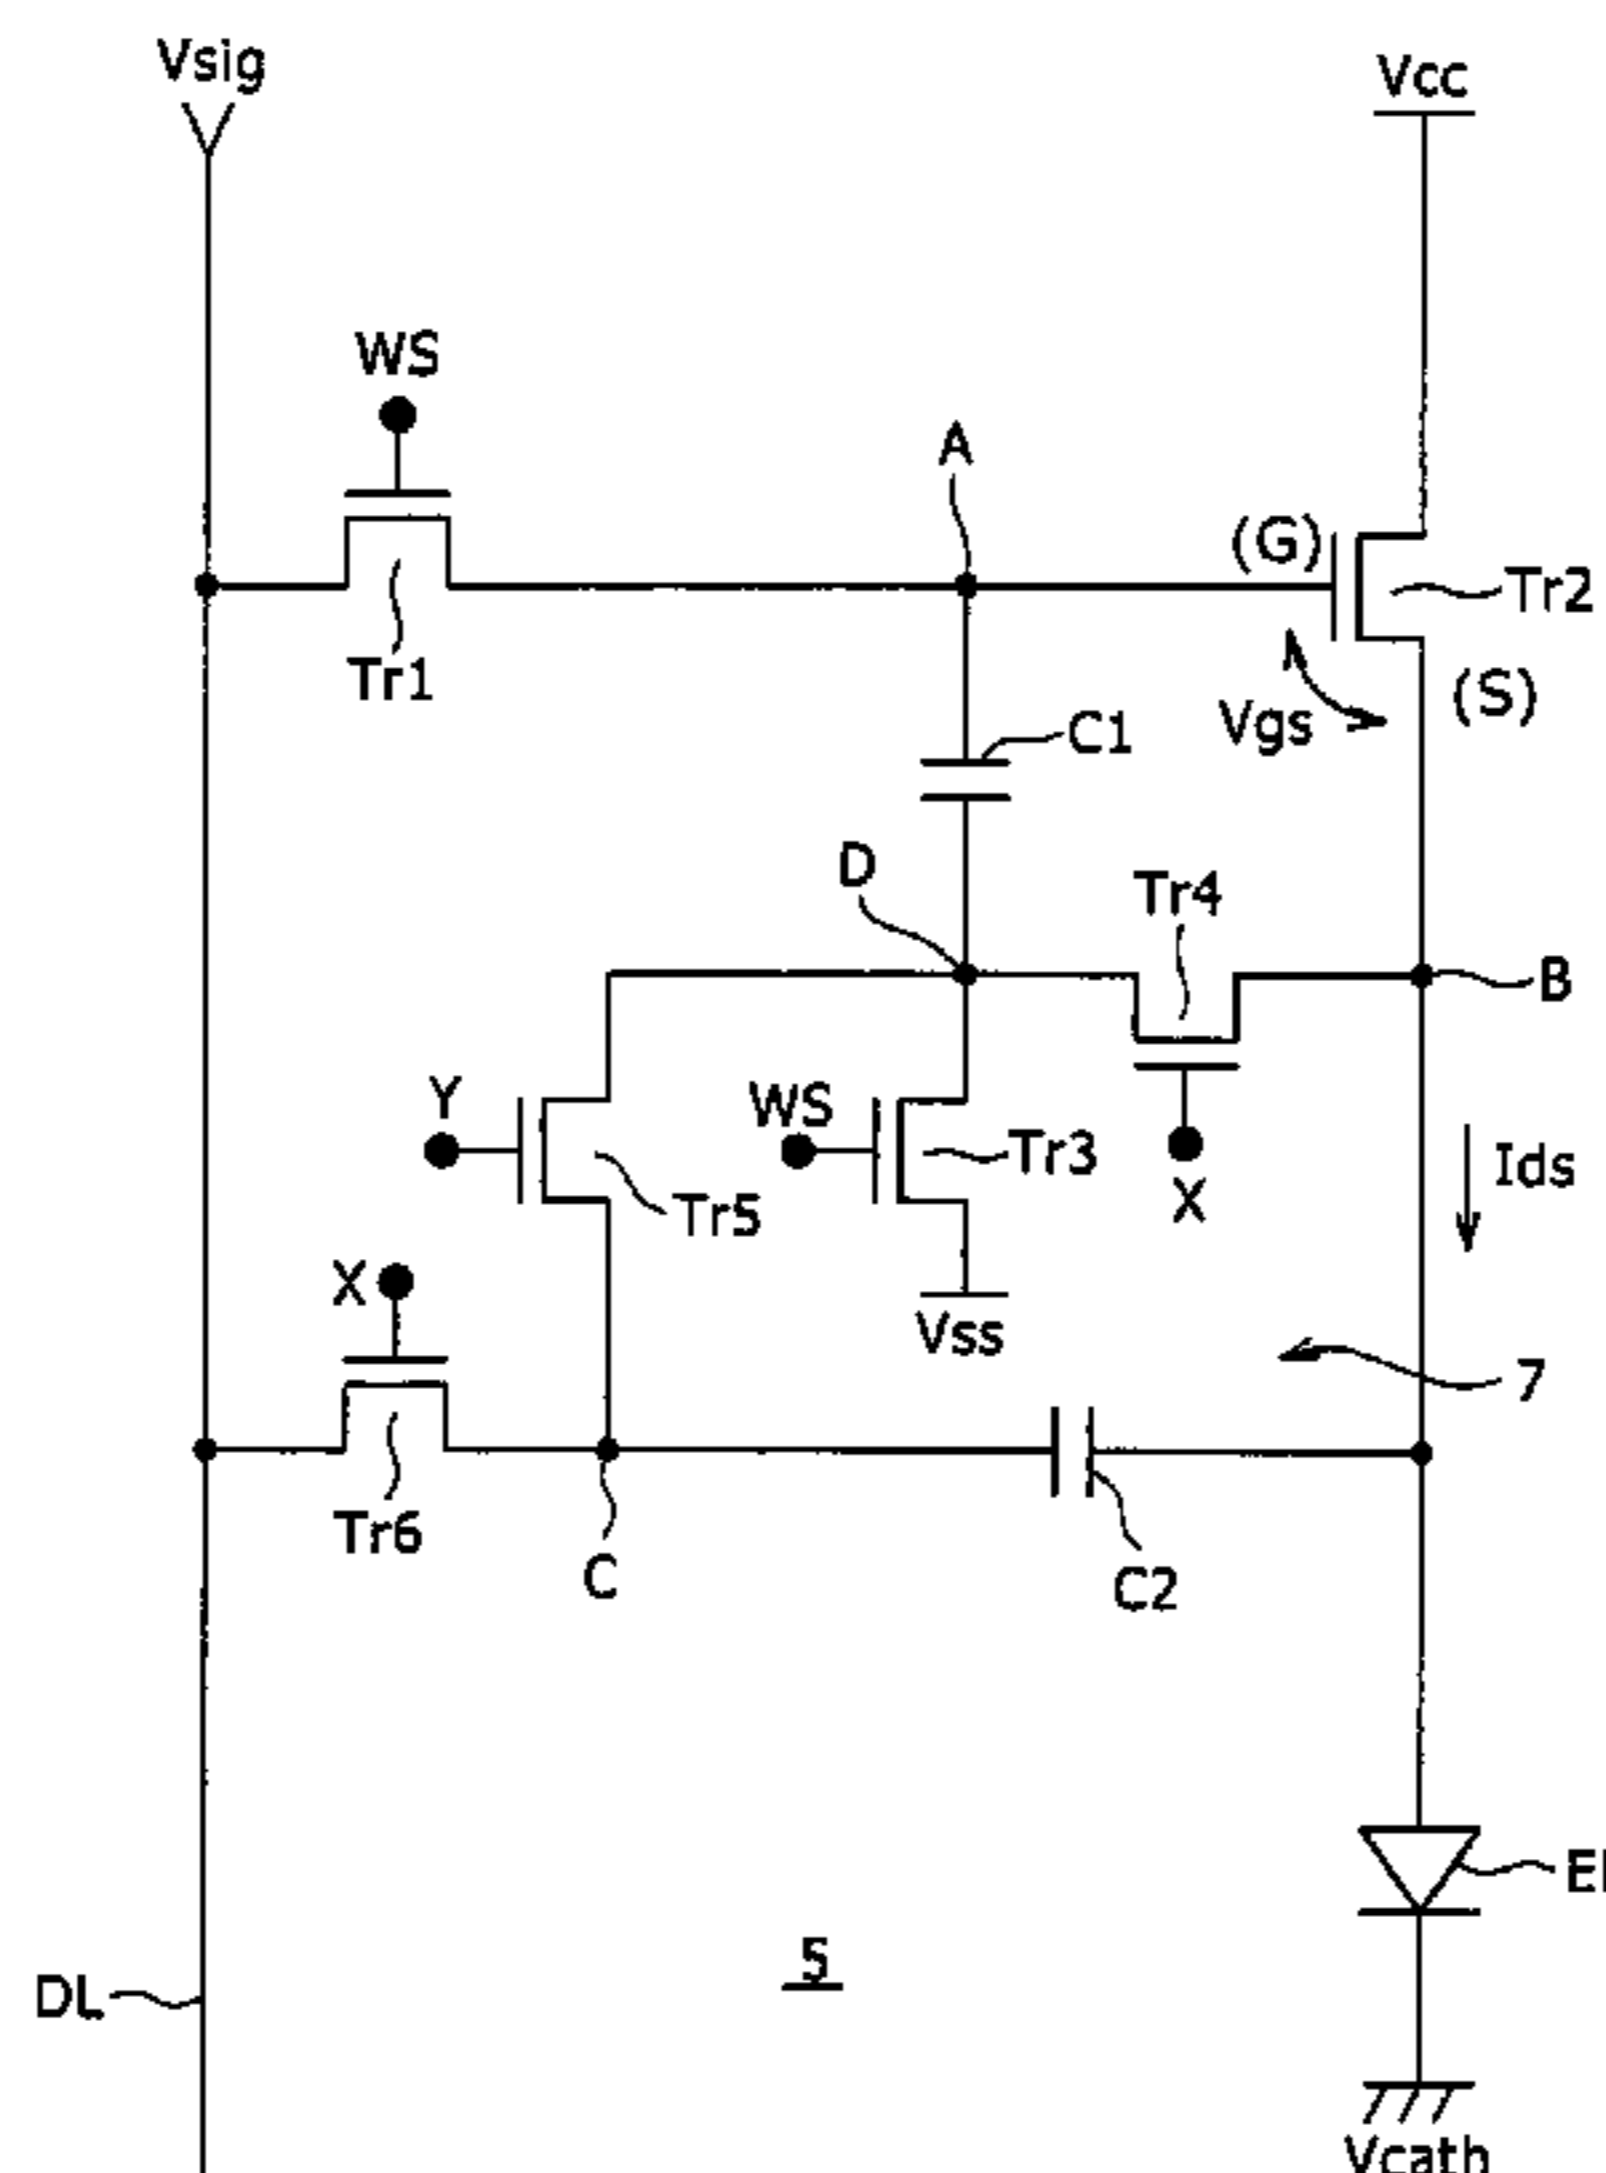 Vsig
Vcc
WS
A
(G)
Tr2
Tr1
(S)
Vgs
C1
D
Tr4
B
Y
WS
Tr3
Ids
X
Tr5
X
Vss
7
Tr6
C
C2
5
DL
Vcath